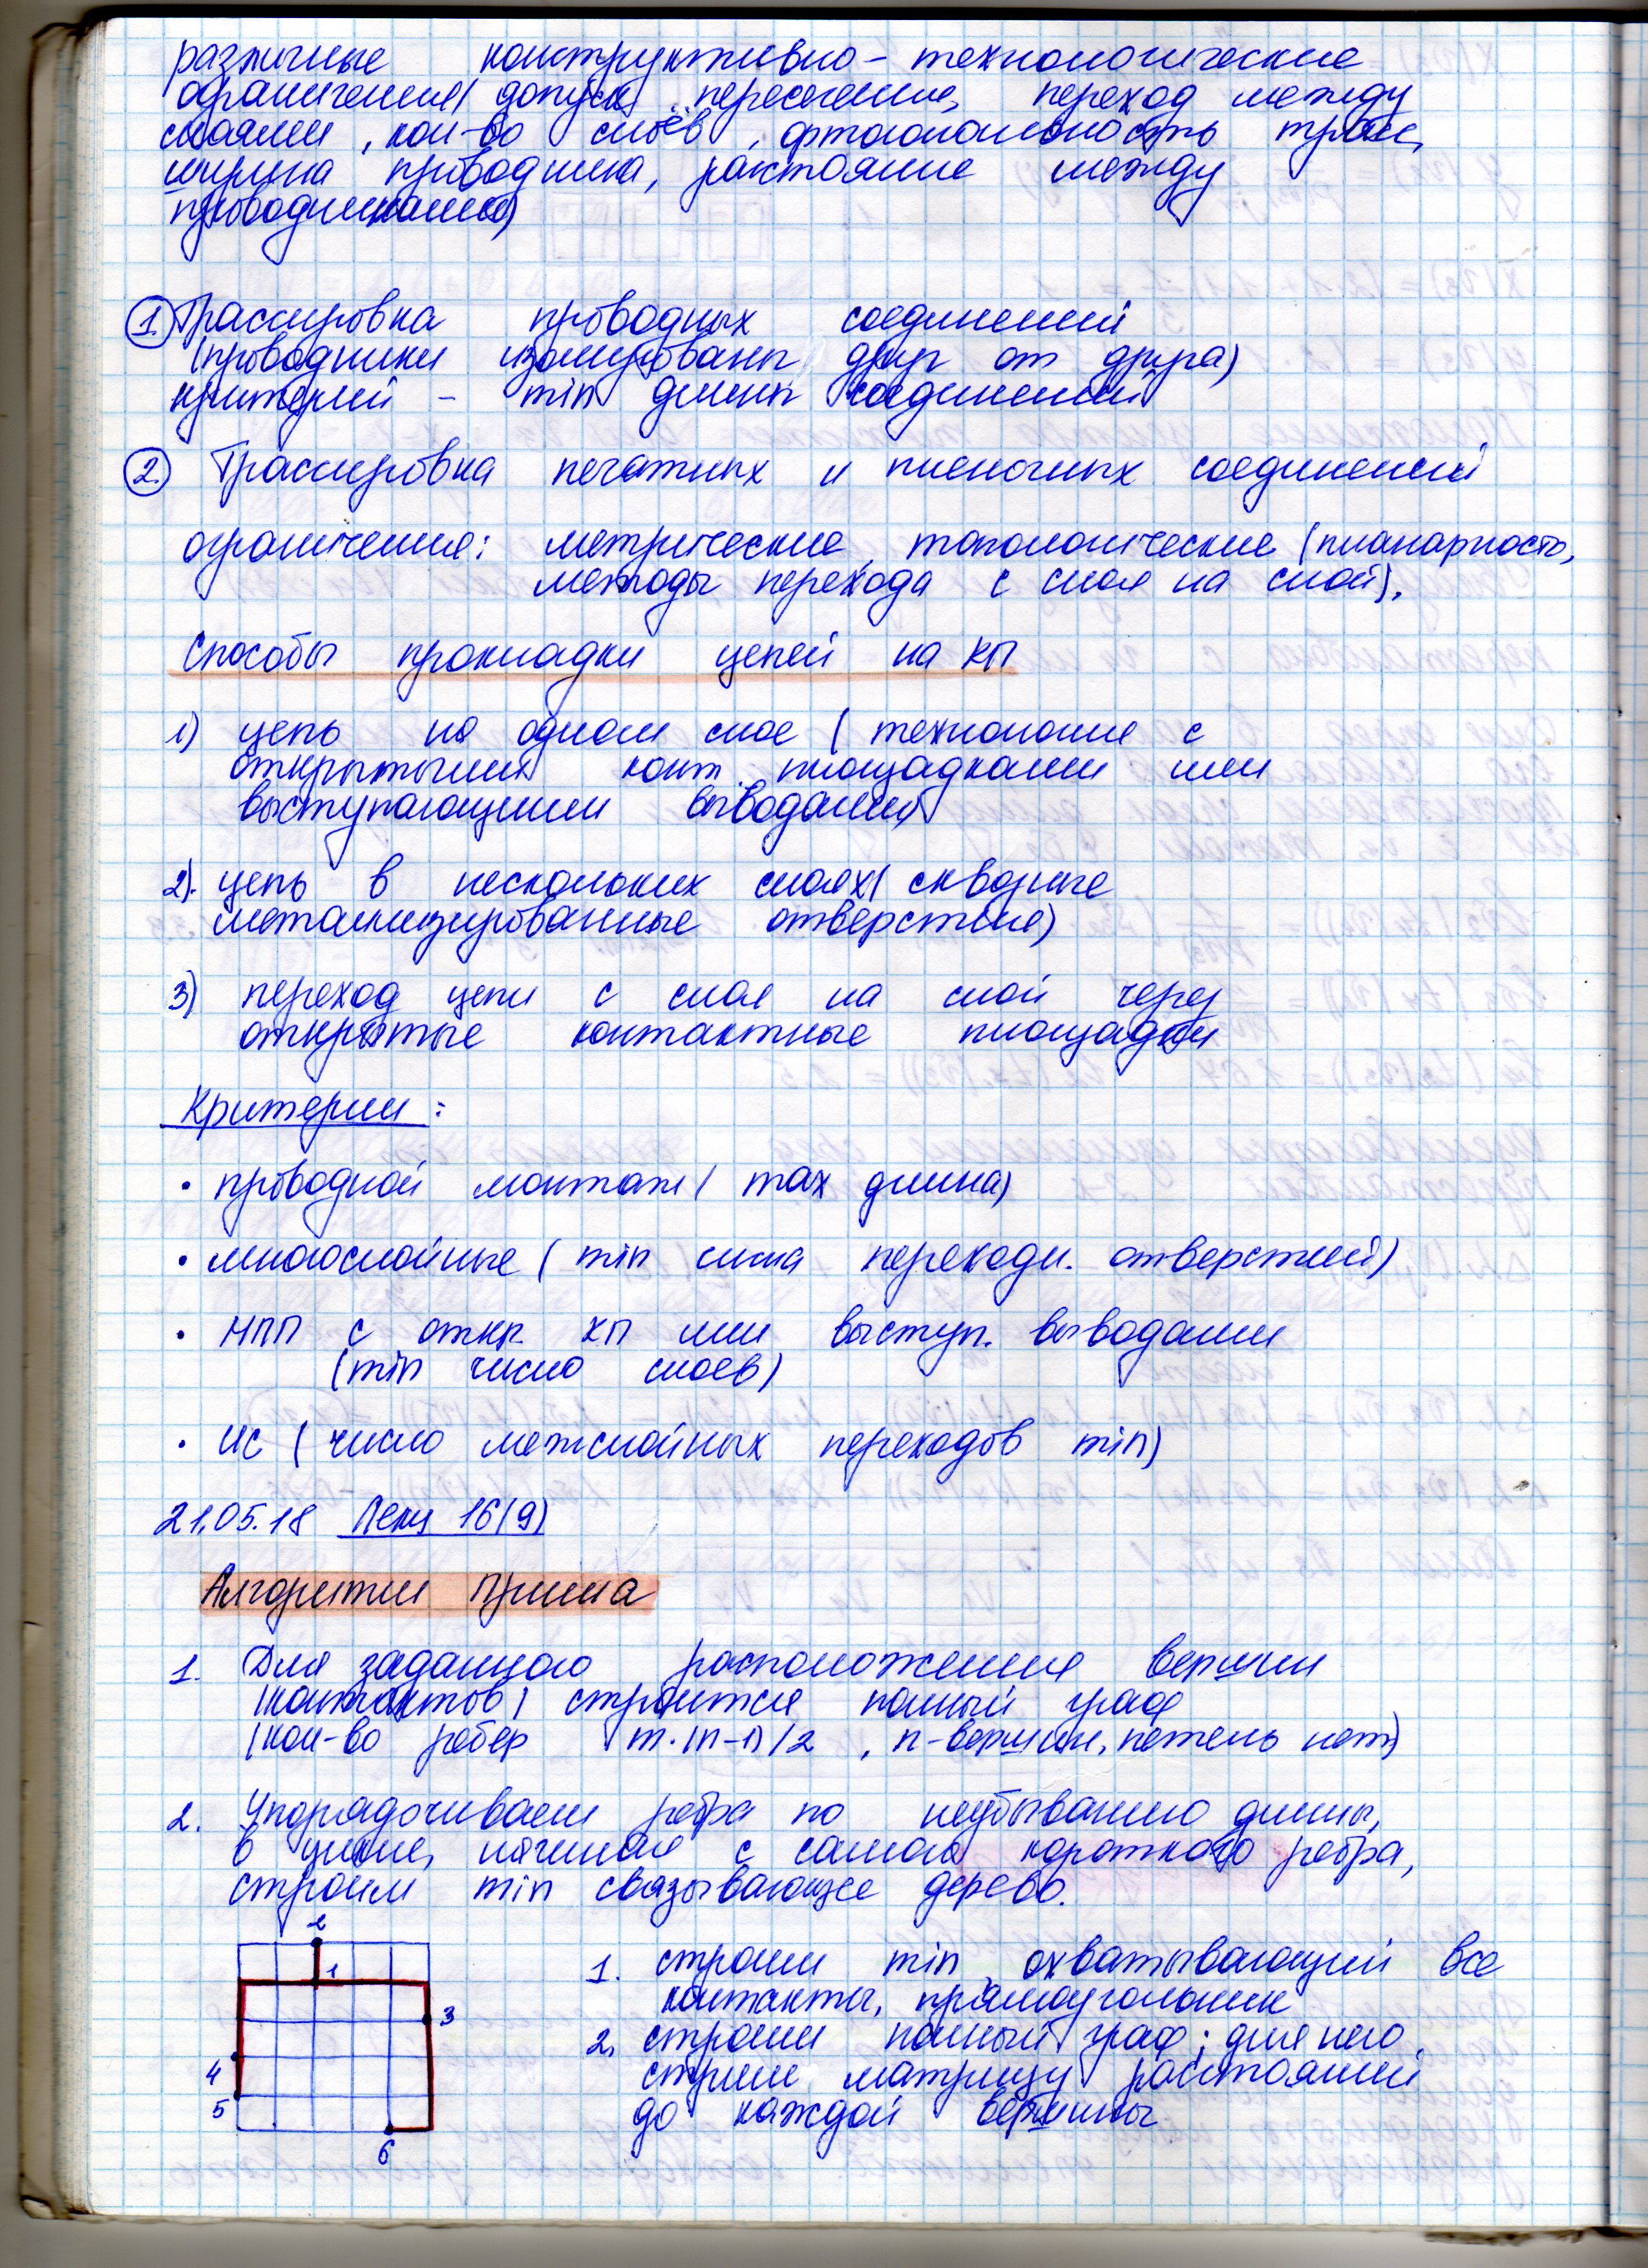 различные конструктивно-технологические
ограничения (допуск. пересечения, переход между
слоями, кол-во слоёв, ортогональность трасс,
ширина проводника, расстояние между
проводниками)
1. Трассировка проводных соединений
(проводники изолированы друг от друга)
критерий - min длины соединений
2. Трассировка печатных и пленочных соединений
ограничения: метрические, топологические (планарность,
методы перехода с слоя на слой).
Способы прокладки цепей на КП
1) цепь на одном слое (технология с
открытыми конт. площадками или
выступающими выводами)
2). цепь в нескольких слоях (сквозные
металлизированные отверстия)
3) переход цепи с слоя на слой через
открытые контактные площадки
Критерии:
• проводной монтаж (max длина)
• многослойные (min числа переходн. отверстий)
• МПП с откр. КП или выступ. выводами
(min число слоев)
• ИС (число межслойных переходов min)
21.05.18 Лекц 16(9)
Алгоритм Прима
1. Для заданного расположения вершин
(контактов) строится полный граф
(кол-во ребер n·(n-1)/2, n-вершин, петель нет)
2. Упорядочиваем ребра по неубыванию длины,
в цикле, начиная с самого короткого ребра,
строим min связывающее дерево.
2
1
3
4
5
6
1. строим min, охватывающий все
контакты, прямоугольник
2. строим полный граф; для него
строим матрицу расстояний
до каждой вершины